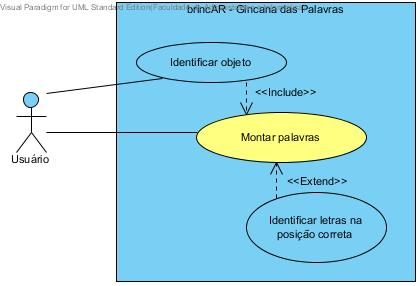 Visual Paradigm for UML Standard Edition(Faculdade
brincAR - Gincana das Palavras
Identificar objeto
<<Include>>
Montar palavras
Usuário
<<Extend>>
Identificar letras na
posição correta